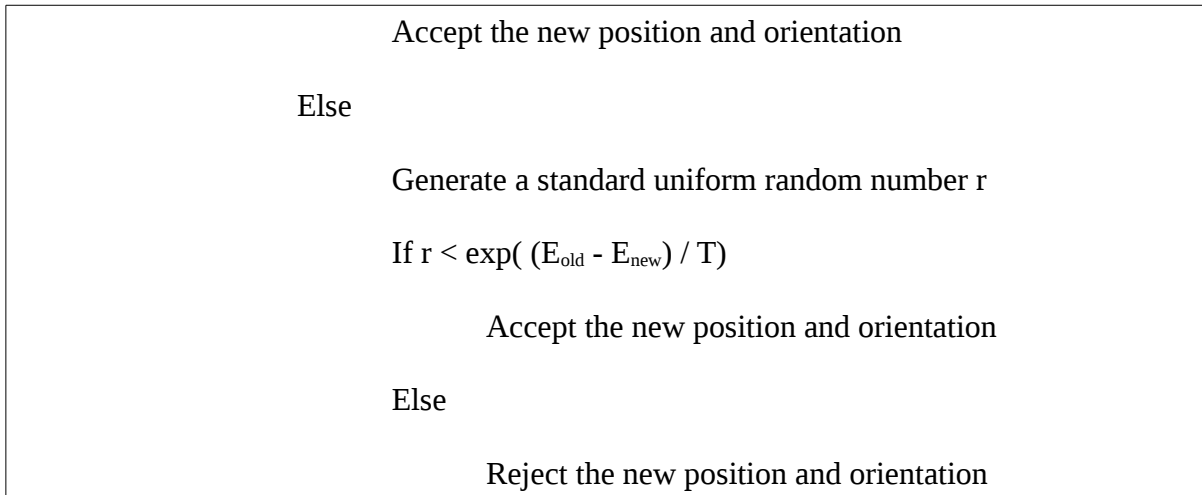 Accept the new position and orientation
Else
Generate a standard uniform random number r
If r < exp( (Eold - Enew) / T)
Accept the new position and orientation
Else
Reject the new position and orientation